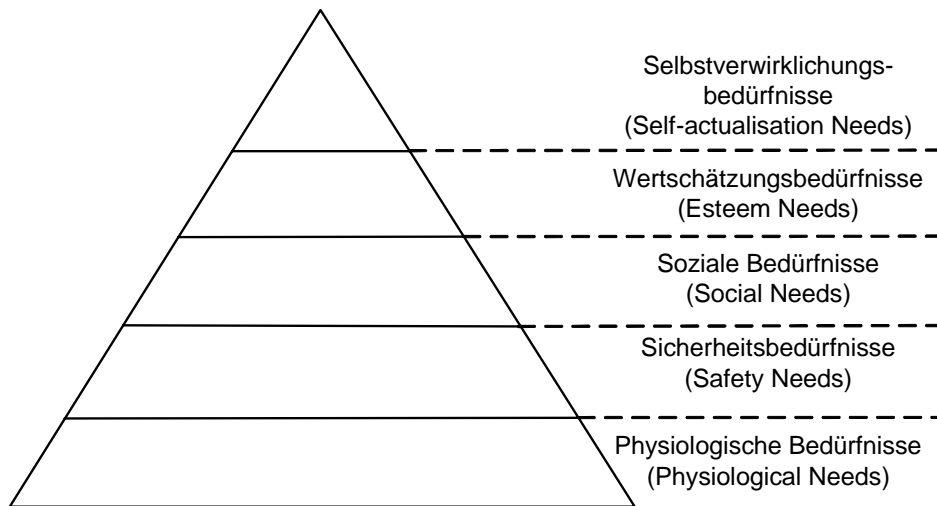 Selbstverwirklichungs-
bedürfnisse
(Self-actualisation Needs)
Wertschätzungsbedürfnisse
(Esteem Needs)
Soziale Bedürfnisse
(Social Needs)
Sicherheitsbedürfnisse
(Safety Needs)
Physiologische Bedürfnisse
(Physiological Needs)